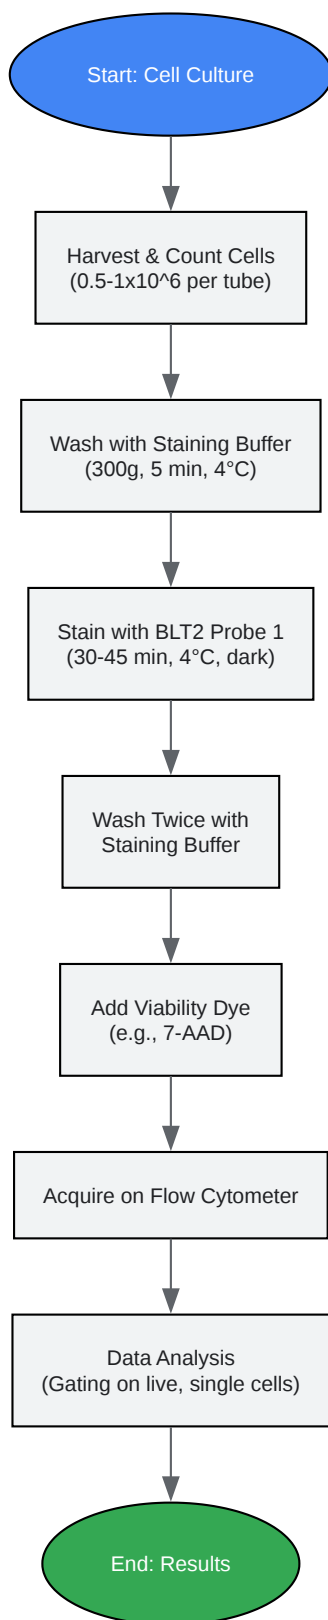 Start: Cell Culture
Harvest & Count Cells
(0.5-1x10^6 per tube)
Wash with Staining Buffer
(300g, 5 min, 4°C)
Stain with BLT2 Probe 1
(30-45 min, 4°C, dark)
Wash Twice with
Staining Buffer
Add Viability Dye
(e.g., 7-AAD)
Acquire on Flow Cytometer
Data Analysis
(Gating on live, single cells)
End: Results